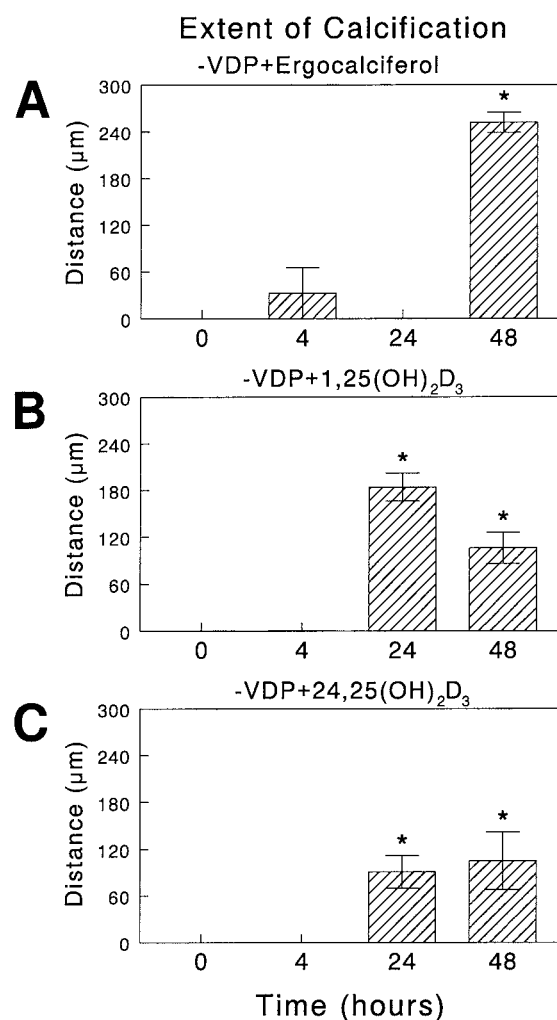 Extent of Calcification
-VDP+Ergocalciferol
A
Distance (µm)
300
240
180
120
60
0
*
0 4 24 48
-VDP+1,25(OH)₂D₃
B
Distance (µm)
300
240
180
120
60
0
* *
0 4 24 48
-VDP+24,25(OH)₂D₃
C
Distance (µm)
300
240
180
120
60
0
* *
0 4 24 48
Time (hours)